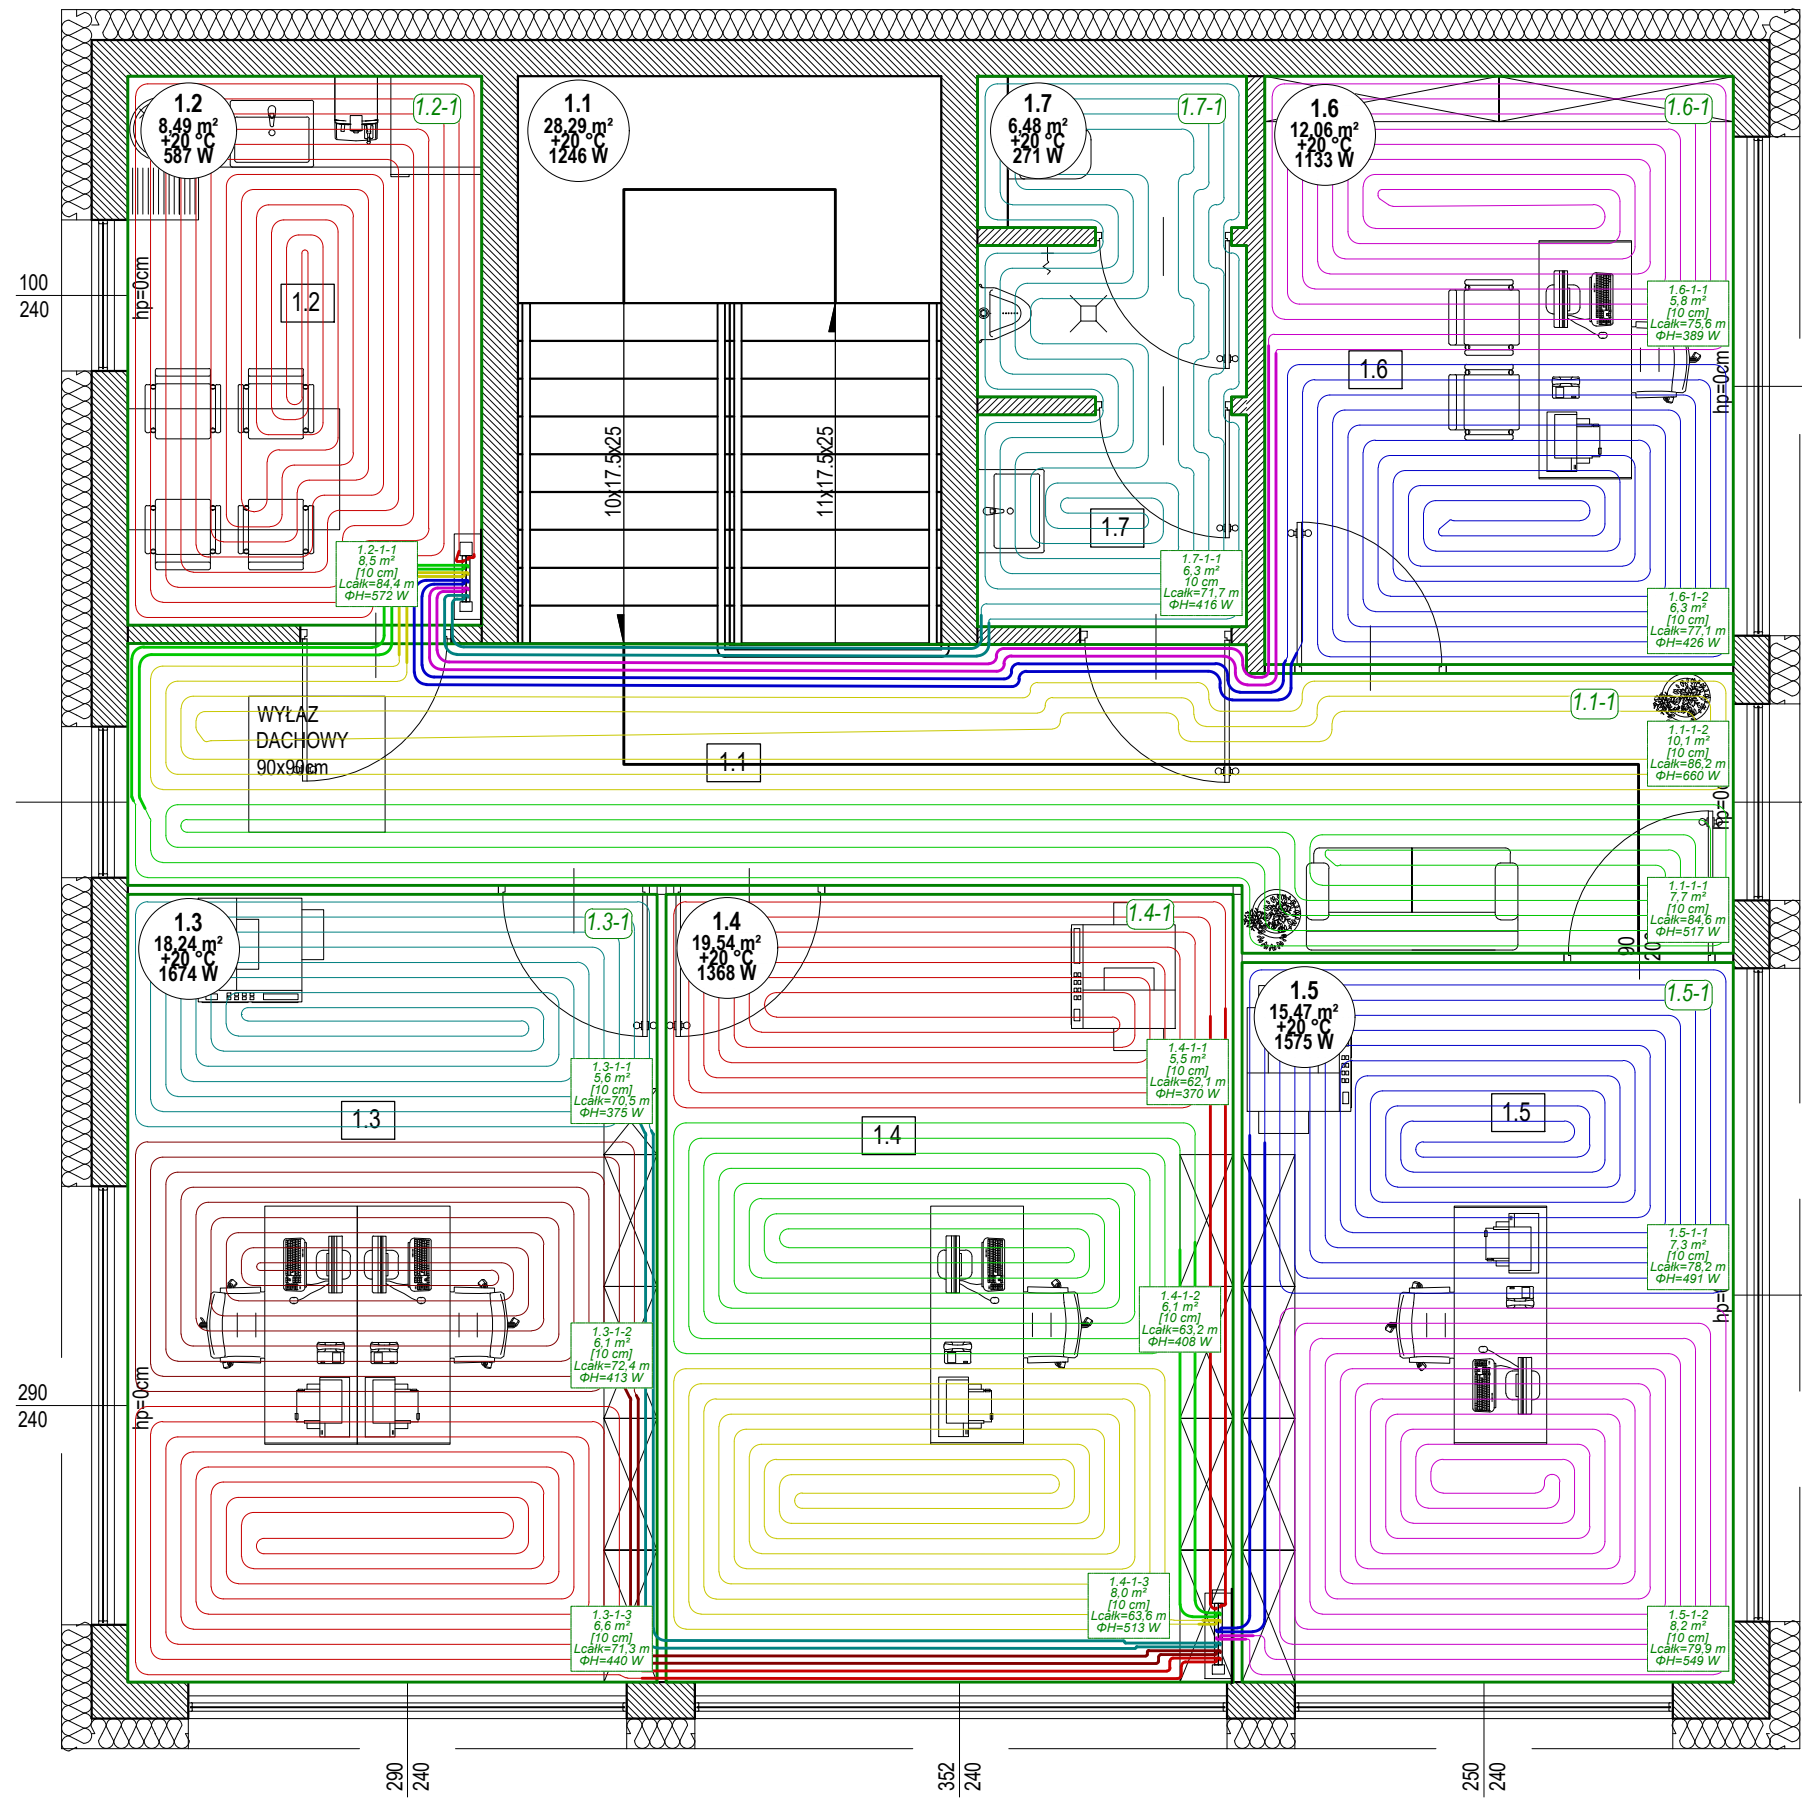 1.2
8,49 m²
+20 °C
587 W
1.2-1
1.1
28,29 m²
+20 °C
1246 W
1.7
6,48 m²
+20 °C
271 W
1.7-1
1.6
12,06 m²
+20 °C
1133 W
1.6-1
100
240
hp=0cm
1.2
10x17.5x25
11x17.5x25
1.6-1-1
5,8 m²
[10 cm]
Lcałk=75,6 m
ΦH=389 W
1.6
hp=0cm
1.7
1.2-1-1
8,5 m²
[10 cm]
Lcałk=84,4 m
ΦH=572 W
1.7-1-1
6,3 m²
10 cm
Lcałk=71,7 m
ΦH=416 W
1.6-1-2
6,3 m²
[10 cm]
Lcałk=77,1 m
ΦH=426 W
WYŁAZ
DACHOWY
90x90cm
1.1
1.1-1
1.1-1-2
10,1 m²
[10 cm]
Lcałk=86,2 m
ΦH=660 W
1.1-1-1
7,7 m²
[10 cm]
Lcałk=84,6 m
ΦH=517 W
90
1.3
18,24 m²
+20 °C
1674 W
1.3-1
1.4
19,54 m²
+20 °C
1368 W
1.4-1
1.5
15,47 m²
+20 °C
1575 W
1.5-1
1.3-1-1
5,6 m²
[10 cm]
Lcałk=70,5 m
ΦH=375 W
1.4-1-1
5,5 m²
[10 cm]
Lcałk=62,1 m
ΦH=370 W
1.3
1.4
1.5
1.5-1-1
7,3 m²
[10 cm]
Lcałk=78,2 m
ΦH=491 W
1.4-1-2
6,1 m²
[10 cm]
Lcałk=63,2 m
ΦH=408 W
1.3-1-2
6,1 m²
[10 cm]
Lcałk=72,4 m
ΦH=413 W
290
240
hp=0cm
1.4-1-3
8,0 m²
[10 cm]
Lcałk=63,6 m
ΦH=513 W
1.3-1-3
6,6 m²
[10 cm]
Lcałk=71,3 m
ΦH=440 W
1.5-1-2
8,2 m²
[10 cm]
Lcałk=79,9 m
ΦH=549 W
290
240
352
240
250
240